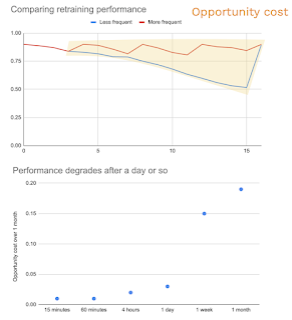 Comparing retraining performance
Opportunity cost
Less frequent
More frequent
1.00
0.75
0.50
0.25
0.00
0
5
10
15
Performance degrades after a day or so
Opportunity cost over 1 month
0.20
0.15
0.10
0.05
0.00
15 minutes
60 minutes
4 hours
1 day
1 week
1 month